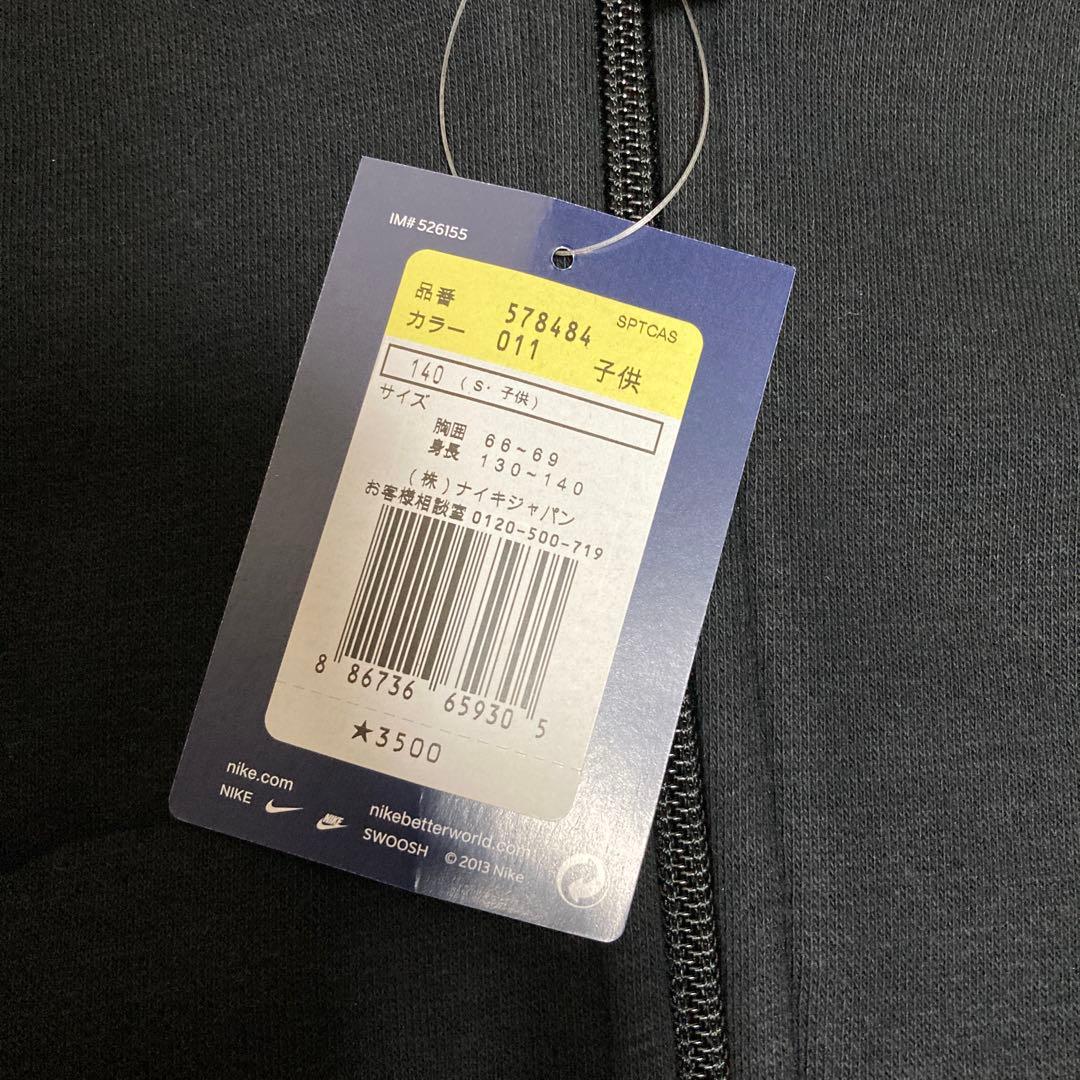 IM# 526155
品番 578484 SPTCAS
カラー 011 子供
140 (S・子供)
サイズ
胸囲 66~69
身長 130~140
(株)ナイキジャパン
お客様相談室 0120-500-719
8 86736 65930 5
★3500
nike.com
nikebetterworld.com
NIKE
NIKE
SWOOSH © 2013 Nike